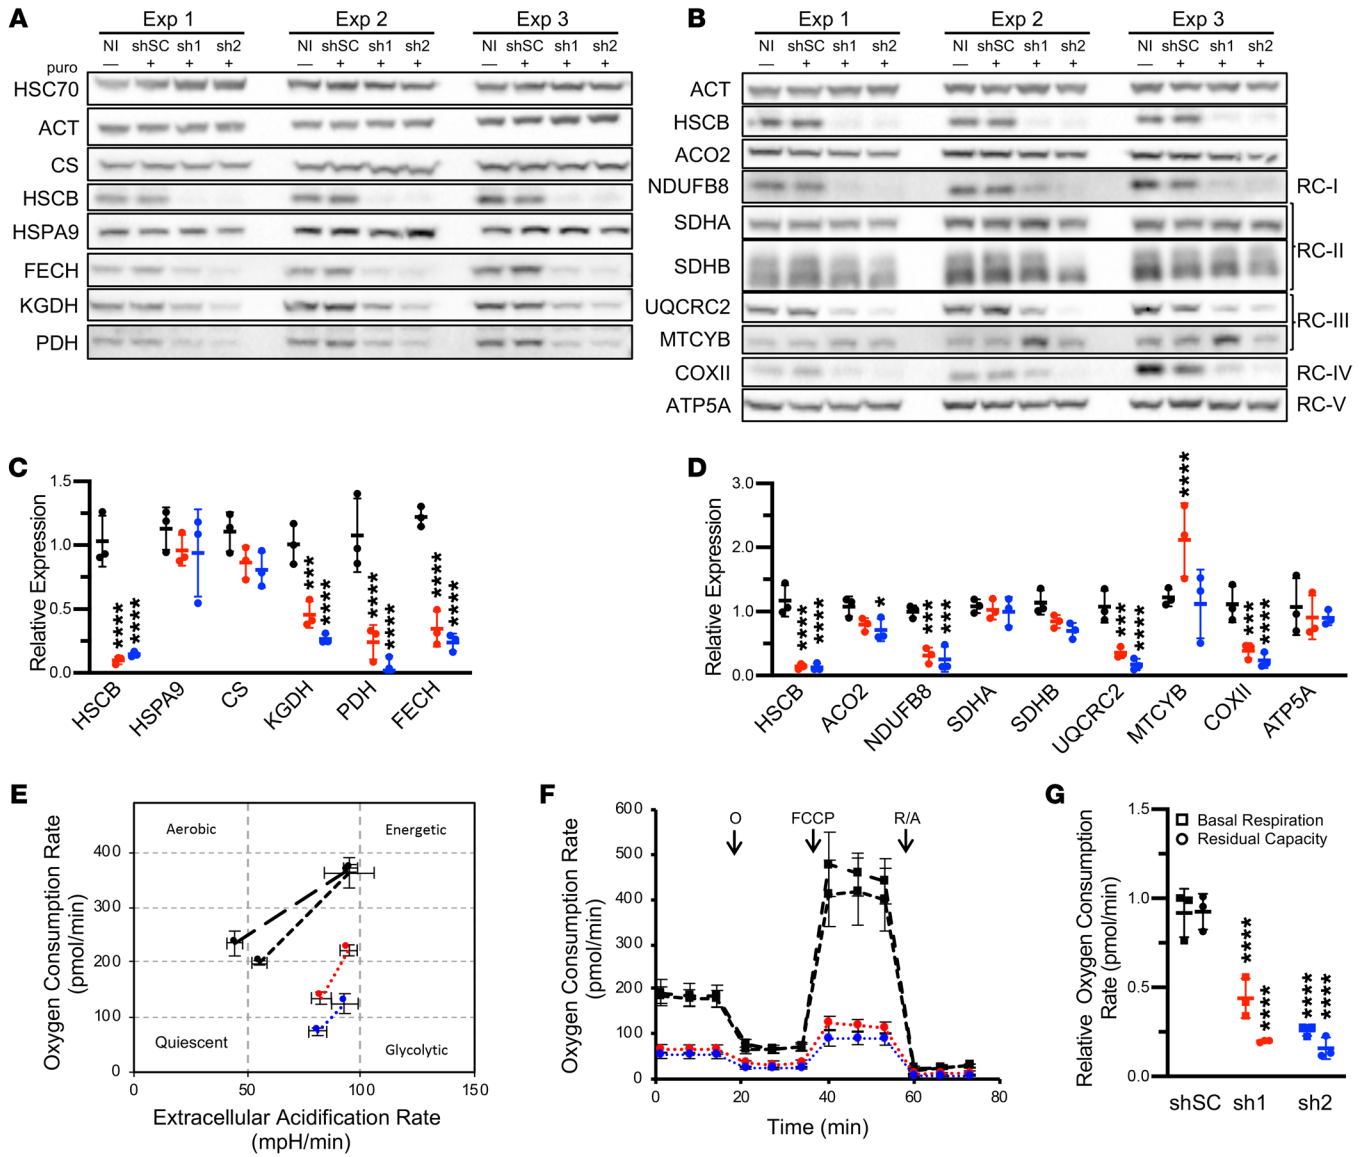 A
Exp 1 Exp 2 Exp 3
NI shSC sh1 sh2 NI shSC sh1 sh2 NI shSC sh1 sh2
puro — + + + — + + + — + + +
HSC70
ACT
CS
HSCB
HSPA9
FECH
KGDH
PDH
B
Exp 1 Exp 2 Exp 3
NI shSC sh1 sh2 NI shSC sh1 sh2 NI shSC sh1 sh2
— + + + — + + + — + + +
ACT
HSCB
ACO2
NDUFB8 RC-I
SDHA
SDHB RC-II
UQCRC2
MTCYB RC-III
COXII RC-IV
ATP5A RC-V
C
Relative Expression
1.5
1.0
0.5
0.0
**** **** *** **** **** **** **** ****
HSCB HSPA9 CS KGDH PDH FECH
D
Relative Expression
3.0
2.0
1.0
0.0
**** **** * *** *** *** **** **** *** ****
HSCB ACO2 NDUFB8 SDHA SDHB UQCRC2 MTCYB COXII ATP5A
E
Oxygen Consumption Rate
(pmol/min)
400
300
200
100
0
Aerobic Energetic
Quiescent Glycolytic
0 50 100 150
Extracellular Acidification Rate
(mpH/min)
F
Oxygen Consumption Rate
(pmol/min)
600
500
400
300
200
100
0
O FCCP R/A
0 20 40 60 80
Time (min)
G
Relative Oxygen Consumption
Rate (pmol/min)
1.5
1.0
0.5
0.0
Basal Respiration
Residual Capacity
**** **** **** ****
shSC sh1 sh2